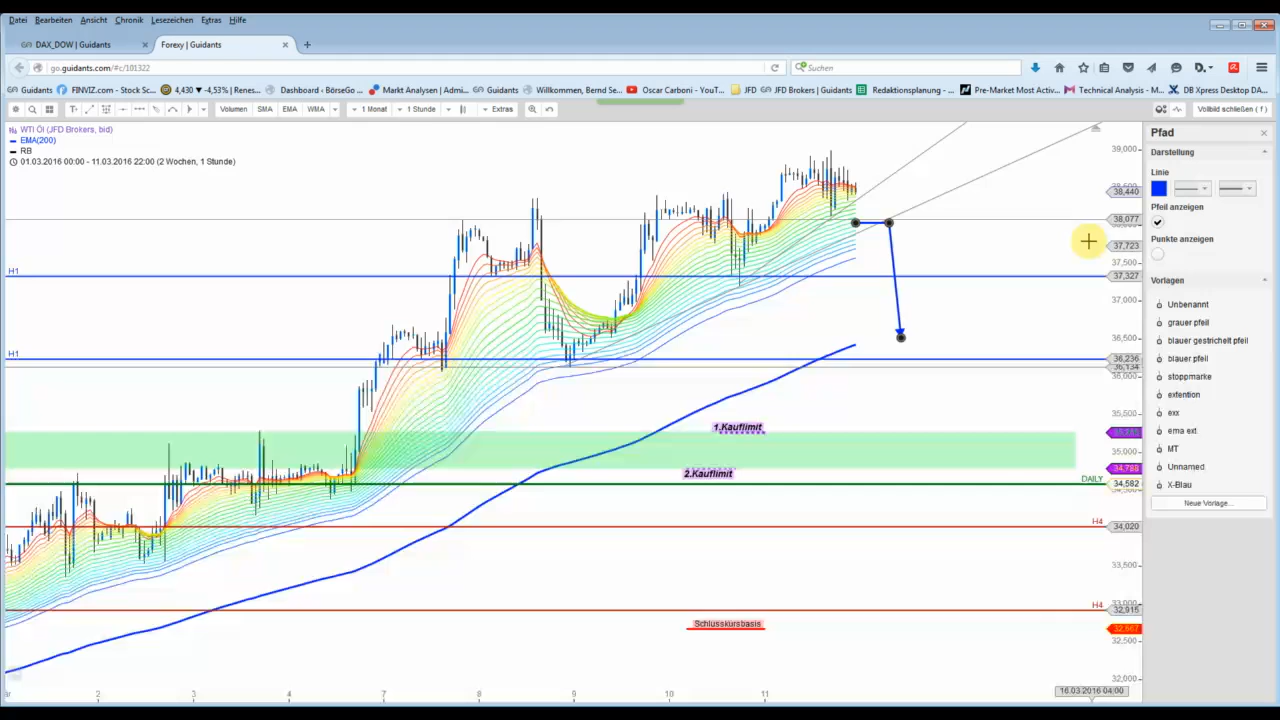 Datei Bearbeiten Ansicht Chronik Lesezeichen Extras Hilfe
DAX_DOW | Guidants × Forexy | Guidants × +
go.guidants.com/#c/101322 Suchen
Guidants FINVIZ.com - Stock Sc... 4,430 ▾ -4,53% | Renes... Dashboard - BörseGo ... Markt Analysen | Admi... Guidants Willkommen, Bernd Se... Oscar Carboni - YouT... JFD JFD Brokers | Guidants Redaktionsplanung - ... Pre-Market Most Activ... Technical Analysis - M... DB Xpress Desktop DA...
Volumen SMA EMA WMA 1 Monat 1 Stunde Extras Vollbild schließen ( f )
WTI Öl (JFD Brokers, bid)
EMA(200)
RB
01.03.2016 00:00 - 11.03.2016 22:00 (2 Wochen, 1 Stunde)
39,000
38,440
38,077
37,723
37,500
H1 37,327
37,000
36,500
H1 36,236
36,134
36,000
35,500
1.Kauflimit
35,000
2.Kauflimit 34,788
DAILY 34,582
H4 34,020
33,500
33,000
H4 32,915
Schlusskursbasis 32,667
32,500
32,000
2 3 4 7 8 9 10 11 16.03.2016 04:00
Pfad ×
Darstellung
Linie
Pfeil anzeigen
Punkte anzeigen
Vorlagen
Unbenannt
grauer pfeil
blauer gestrichelt pfeil
blauer pfeil
stoppmarke
extention
exx
ema ext.
MT
Unnamed
X-Blau
Neue Vorlage...